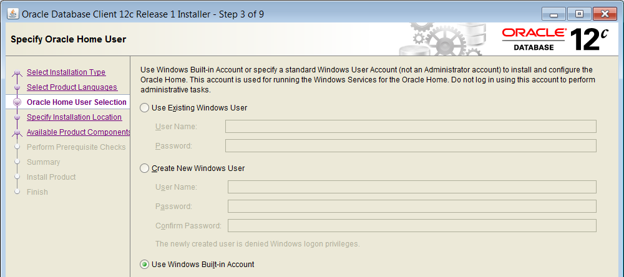 Oracle Database Client 12c Release 1 Installer - Step 3 of 9
Specify Oracle Home User
ORACLE
DATABASE 12c
Select Installation Type
Select Product Languages
Oracle Home User Selection
Specify Installation Location
Available Product Components
Perform Prerequisite Checks
Summary
Install Product
Finish
Use Windows Built-in Account or specify a standard Windows User Account (not an Administrator account) to install and configure the
Oracle Home. This account is used for running the Windows Services for the Oracle Home. Do not log in using this account to perform
administrative tasks.
Use Existing Windows User
User Name:
Password:
Create New Windows User
User Name:
Password:
Confirm Password:
The newly created user is denied Windows logon privileges.
Use Windows Built-in Account